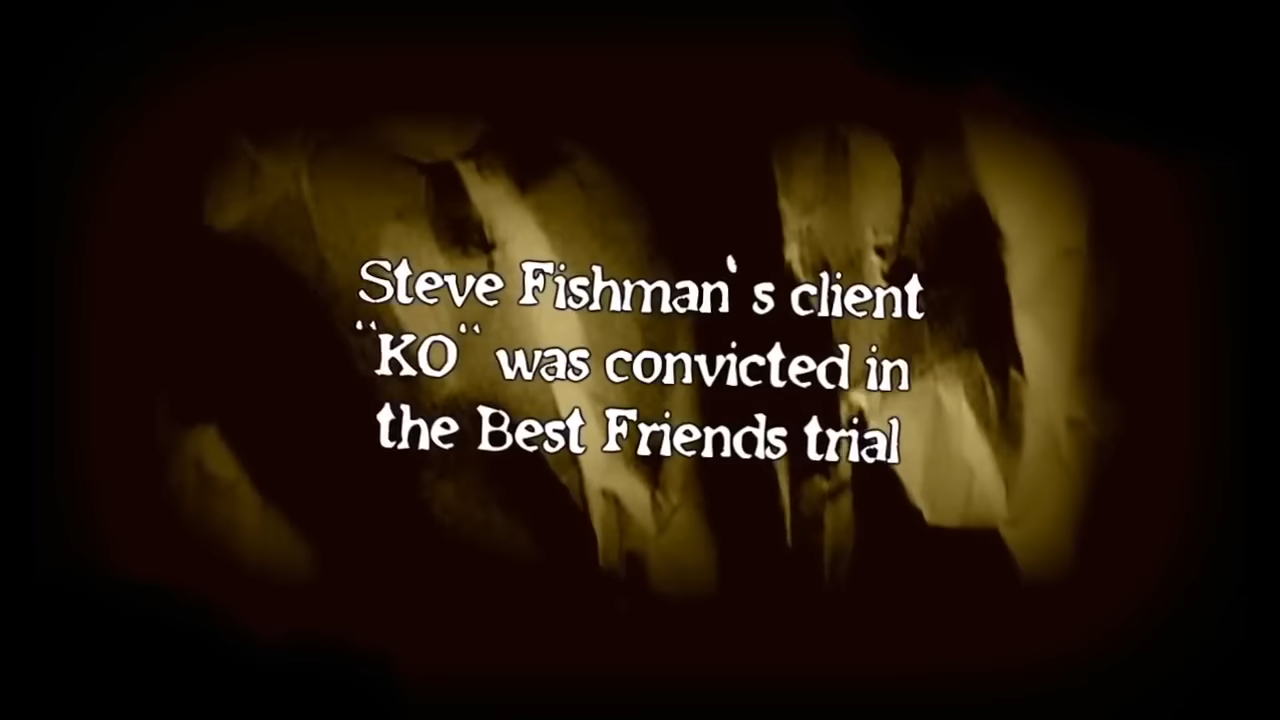 Steve Fishman`s client
``KO`` was convicted in
the Best Friends trial